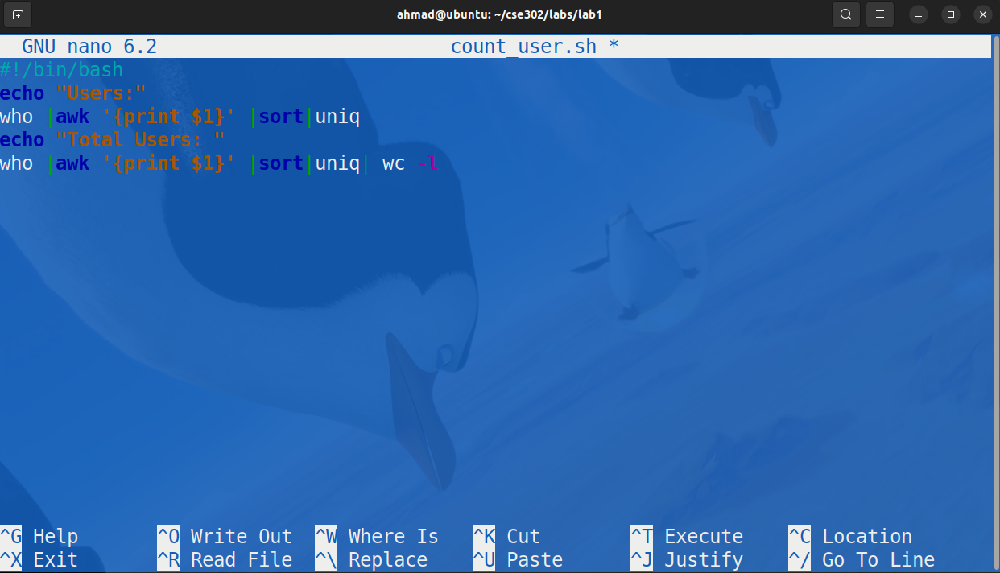 ahmad@ubuntu: ~/cse302/labs/lab1
GNU nano 6.2 count_user.sh *
#!/bin/bash
echo "Users:"
who |awk '{print $1}' |sort|uniq
echo "Total Users: "
who |awk '{print $1}' |sort|uniq| wc -l
^G Help ^O Write Out ^W Where Is ^K Cut ^T Execute ^C Location
^X Exit ^R Read File ^\ Replace ^U Paste ^J Justify ^/ Go To Line